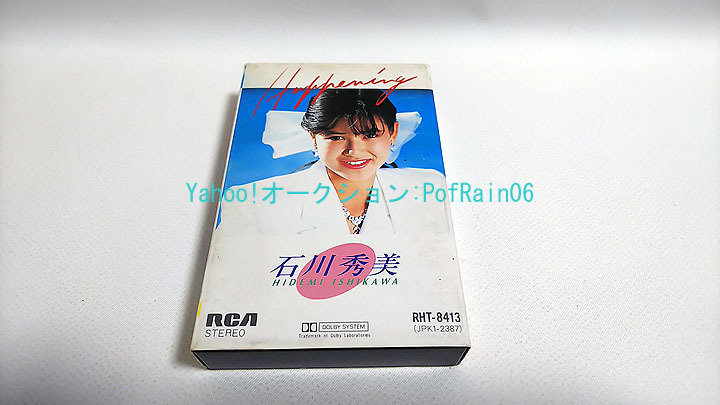 Happening
Yahoo!オークション:PofRain06
石川秀美
HIDEMI ISHIKAWA
RCA
STEREO
DOLBY SYSTEM
Trademark of Dolby Laboratories
RHT-8413
(JPK1-2387)